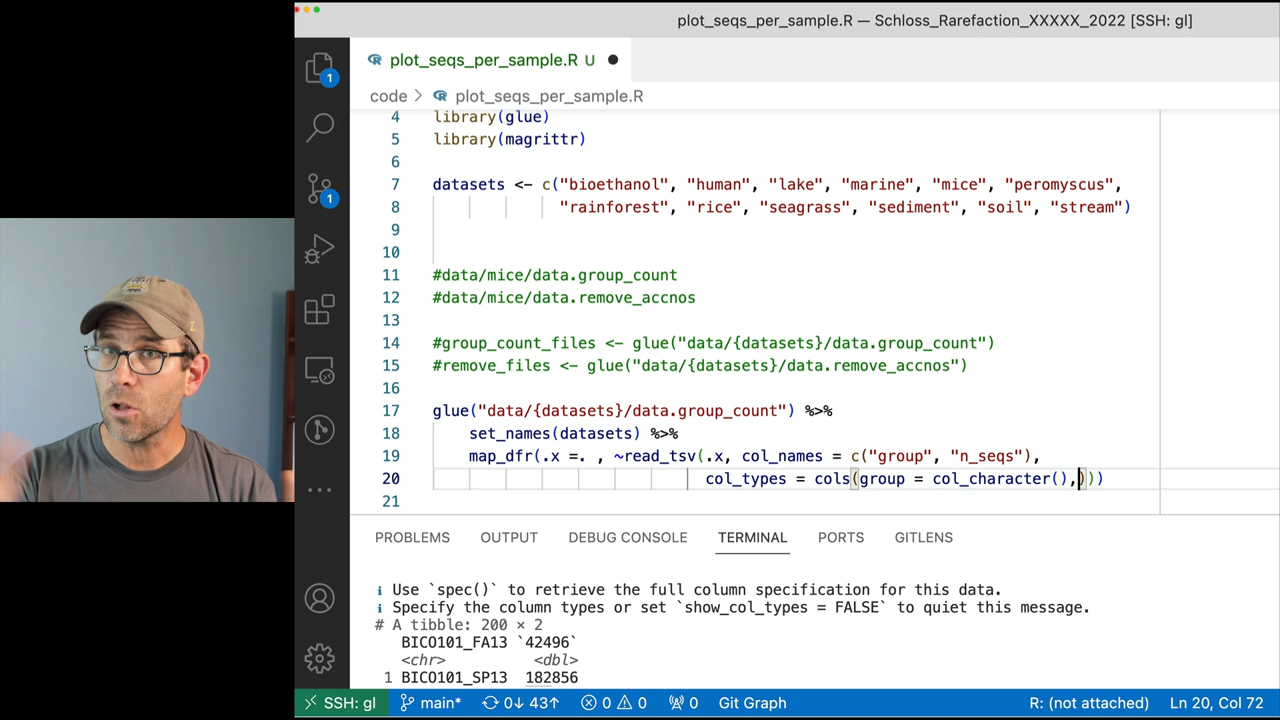 plot_seqs_per_sample.R — Schloss_Rarefaction_XXXXX_2022 [SSH: gl]
plot_seqs_per_sample.R U
code > plot_seqs_per_sample.R
1
1
4 library(glue)
5 library(magrittr)
6
7 datasets <- c("bioethanol", "human", "lake", "marine", "mice", "peromyscus",
8 "rainforest", "rice", "seagrass", "sediment", "soil", "stream")
9
10
11 #data/mice/data.group_count
12 #data/mice/data.remove_accnos
13
14 #group_count_files <- glue("data/{datasets}/data.group_count")
15 #remove_files <- glue("data/{datasets}/data.remove_accnos")
16
17 glue("data/{datasets}/data.group_count") %>%
18 set_names(datasets) %>%
19 map_dfr(.x =. , ~read_tsv(.x, col_names = c("group", "n_seqs"),
20 col_types = cols(group = col_character(),)))
21
PROBLEMS OUTPUT DEBUG CONSOLE TERMINAL PORTS GITLENS
ℹ Use `spec()` to retrieve the full column specification for this data.
ℹ Specify the column types or set `show_col_types = FALSE` to quiet this message.
# A tibble: 200 × 2
BICO101_FA13 `42496`
<chr> <dbl>
1 BICO101_SP13 182856
SSH: gl main* 0↓ 43↑ 0 0 0 Git Graph R: (not attached) Ln 20, Col 72